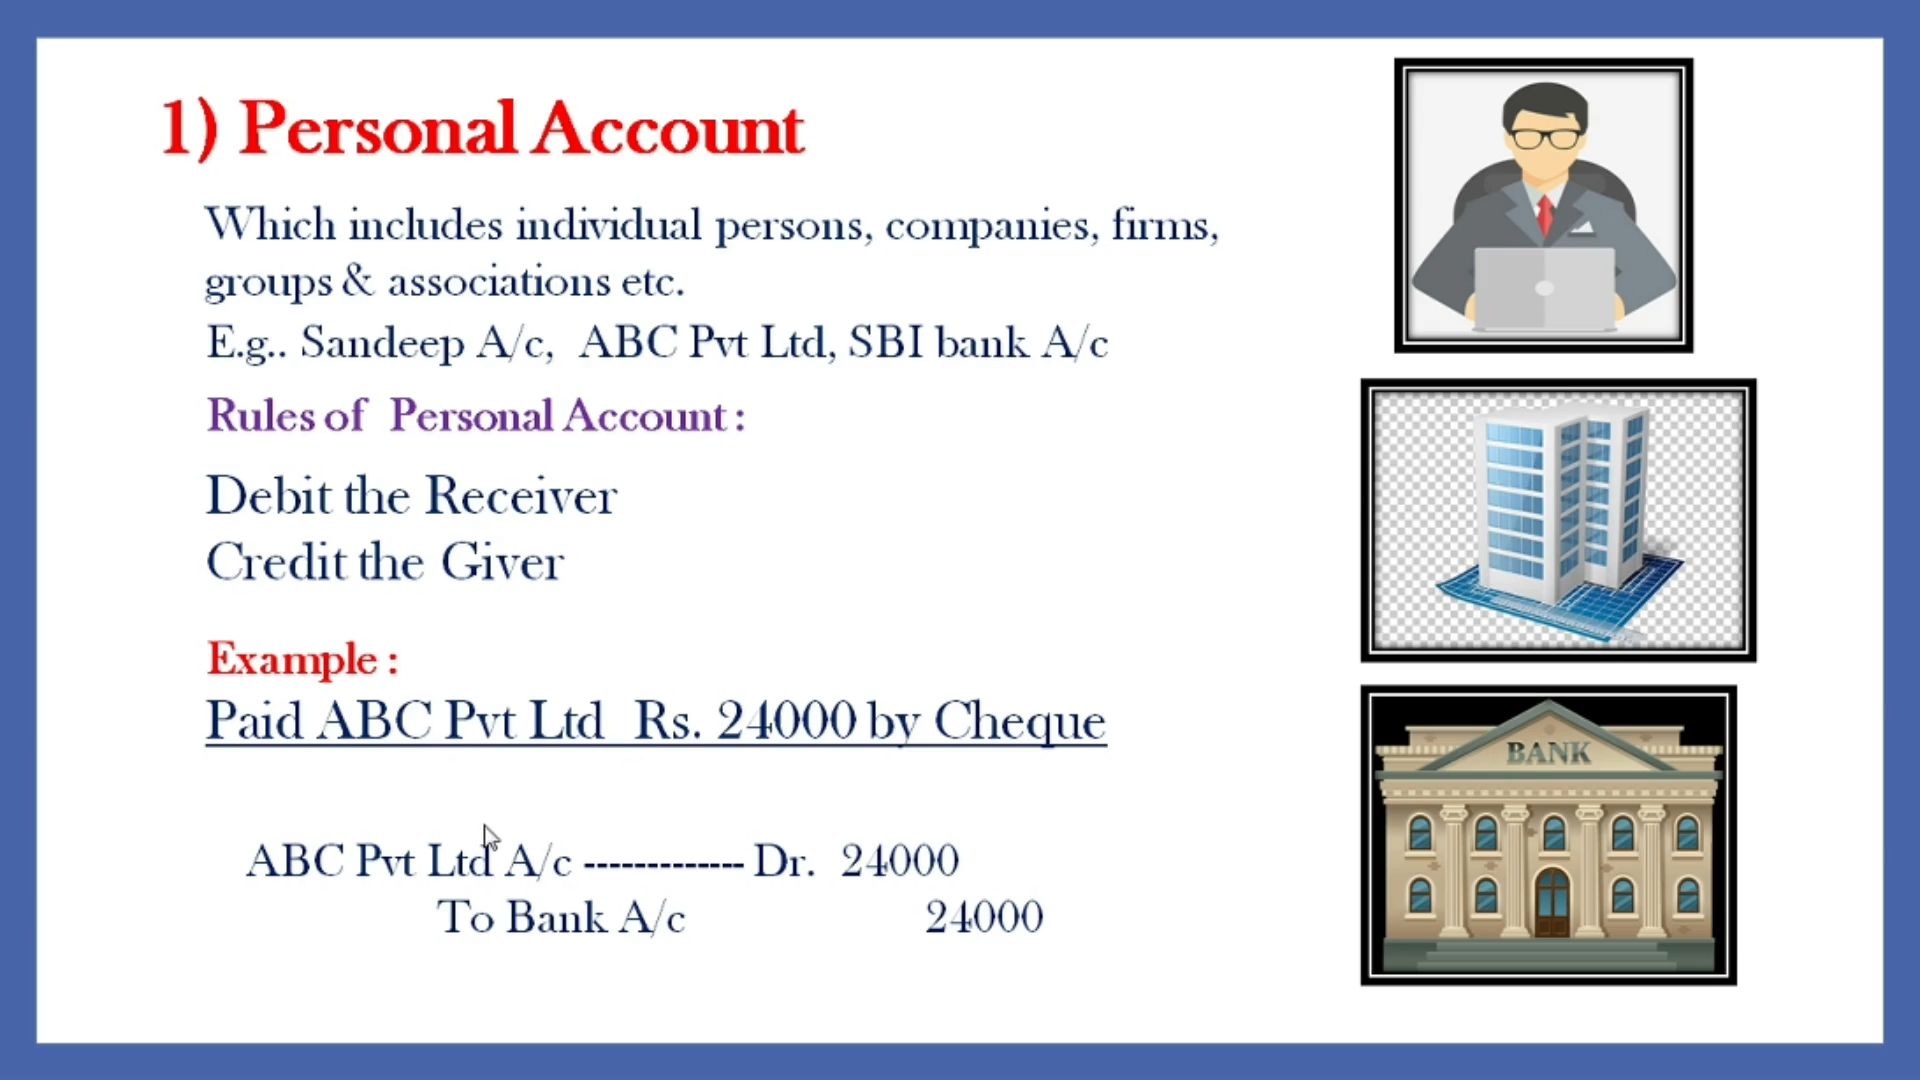 1) Personal Account
Which includes individual persons, companies, firms,
groups & associations etc.
E.g.. Sandeep A/c, ABC Pvt Ltd, SBI bank A/c
Rules of Personal Account :
Debit the Receiver
Credit the Giver
Example :
Paid ABC Pvt Ltd Rs. 24000 by Cheque
ABC Pvt Ltd A/c ------------- Dr. 24000
To Bank A/c 24000
BANK